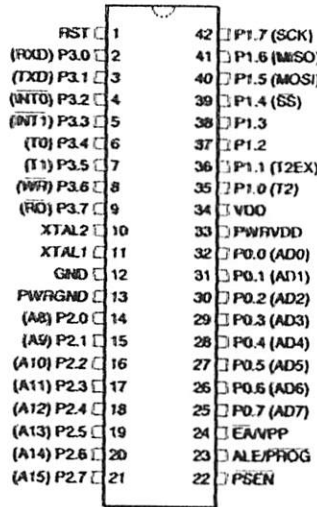 RST 1 42 P1.7 (SCK)
(RXD) P3.0 2 41 P1.6 (MISO)
(TXD) P3.1 3 40 P1.5 (MOSI)
(INT0) P3.2 4 39 P1.4 (SS)
(INT1) P3.3 5 38 P1.3
(T0) P3.4 6 37 P1.2
(T1) P3.5 7 36 P1.1 (T2EX)
(WR) P3.6 8 35 P1.0 (T2)
(RD) P3.7 9 34 VDD
XTAL2 10 33 PWRVDD
XTAL1 11 32 P0.0 (AD0)
GND 12 31 P0.1 (AD1)
PWRGND 13 30 P0.2 (AD2)
(A8) P2.0 14 29 P0.3 (AD3)
(A9) P2.1 15 28 P0.4 (AD4)
(A10) P2.2 16 27 P0.5 (AD5)
(A11) P2.3 17 26 P0.6 (AD6)
(A12) P2.4 18 25 P0.7 (AD7)
(A13) P2.5 19 24 EA/VPP
(A14) P2.6 20 23 ALE/PROG
(A15) P2.7 21 22 PSEN